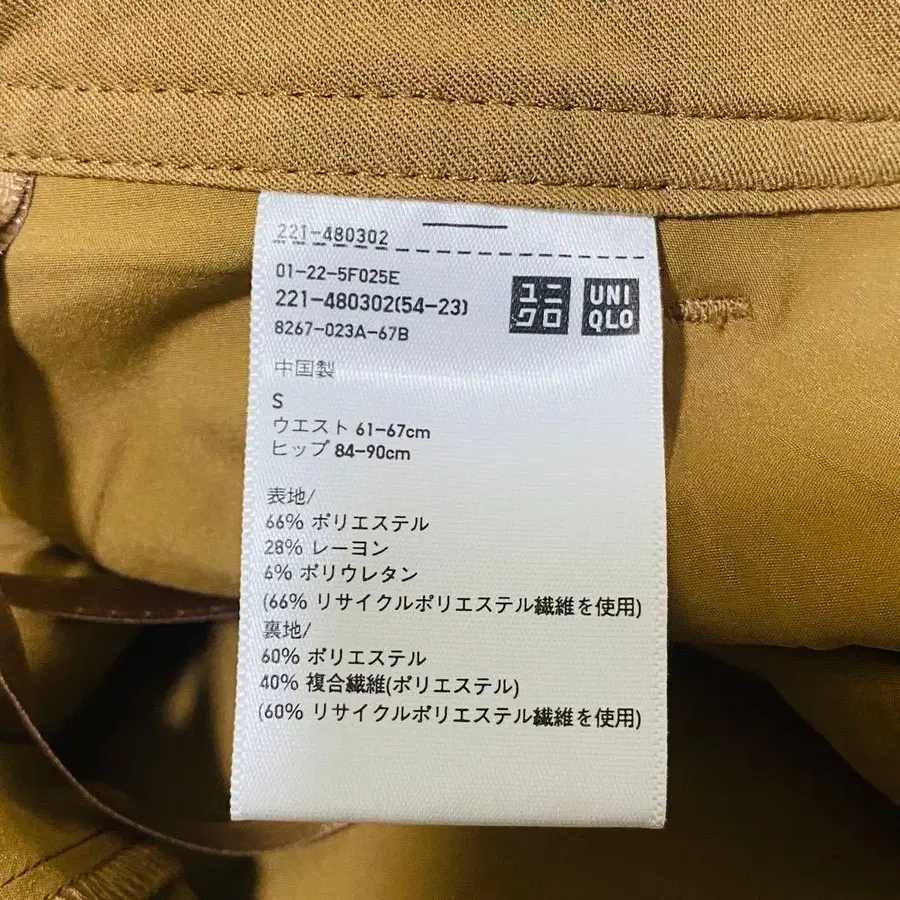 221-480302
01-22-5F025E
221-480302(54-23)
8267-023A-67B
ユニ
クロ
UNI
QLO
中国製
S
ウエスト 61-67cm
ヒップ 84-90cm
表地/
66% ポリエステル
28% レーヨン
6% ポリウレタン
(66% リサイクルポリエステル繊維を使用)
裏地/
60% ポリエステル
40% 複合繊維(ポリエステル)
(60% リサイクルポリエステル繊維を使用)